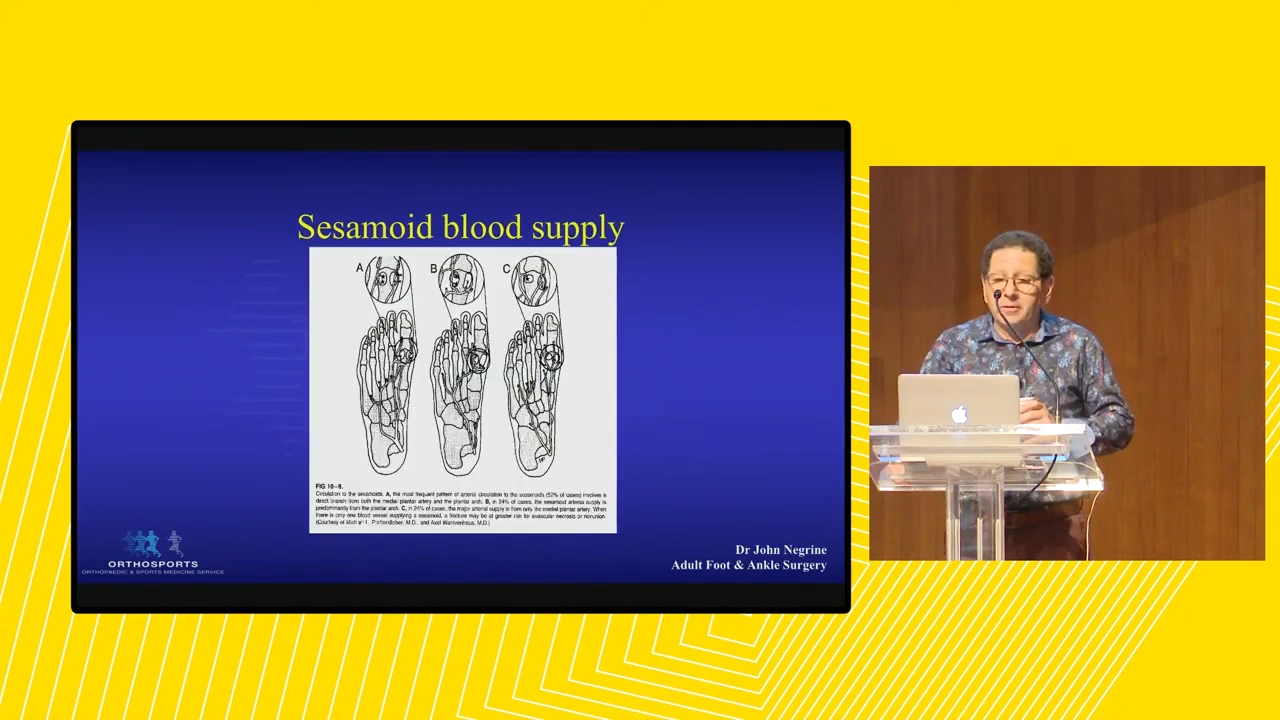 Sesamoid blood supply
A B C
FIG 10–6.
Circulation to the sesamoids. A, the most frequent pattern of arterial circulation to the sesamoids (52% of cases) involves a
direct branch from both the medial plantar artery and the plantar arch. B, in 24% of cases, the sesamoid arterial supply is
predominantly from the plantar arch. C, in 24% of cases, the major arterial supply is from only the medial plantar artery. When
there is only one blood vessel supplying a sesamoid, a fracture may be at greater risk for avascular necrosis or nonunion.
(Courtesy of M.D., and Axel M.D.)
ORTHOSPORTS
ORTHOPAEDIC & SPORTS MEDICINE SERVICE
Dr John Negrine
Adult Foot & Ankle Surgery